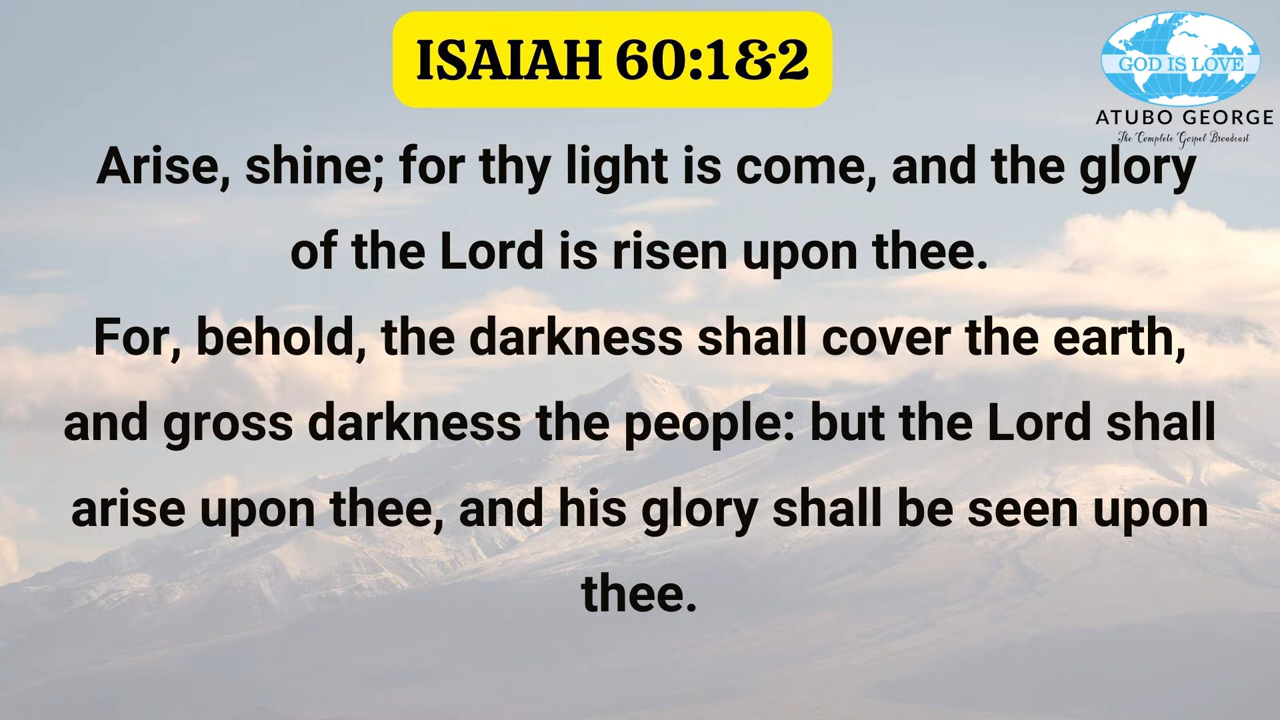 ISAIAH 60:1&2
GOD IS LOVE
ATUBO GEORGE
The Complete Gospel Broadcast
Arise, shine; for thy light is come, and the glory
of the Lord is risen upon thee.
For, behold, the darkness shall cover the earth,
and gross darkness the people: but the Lord shall
arise upon thee, and his glory shall be seen upon
thee.